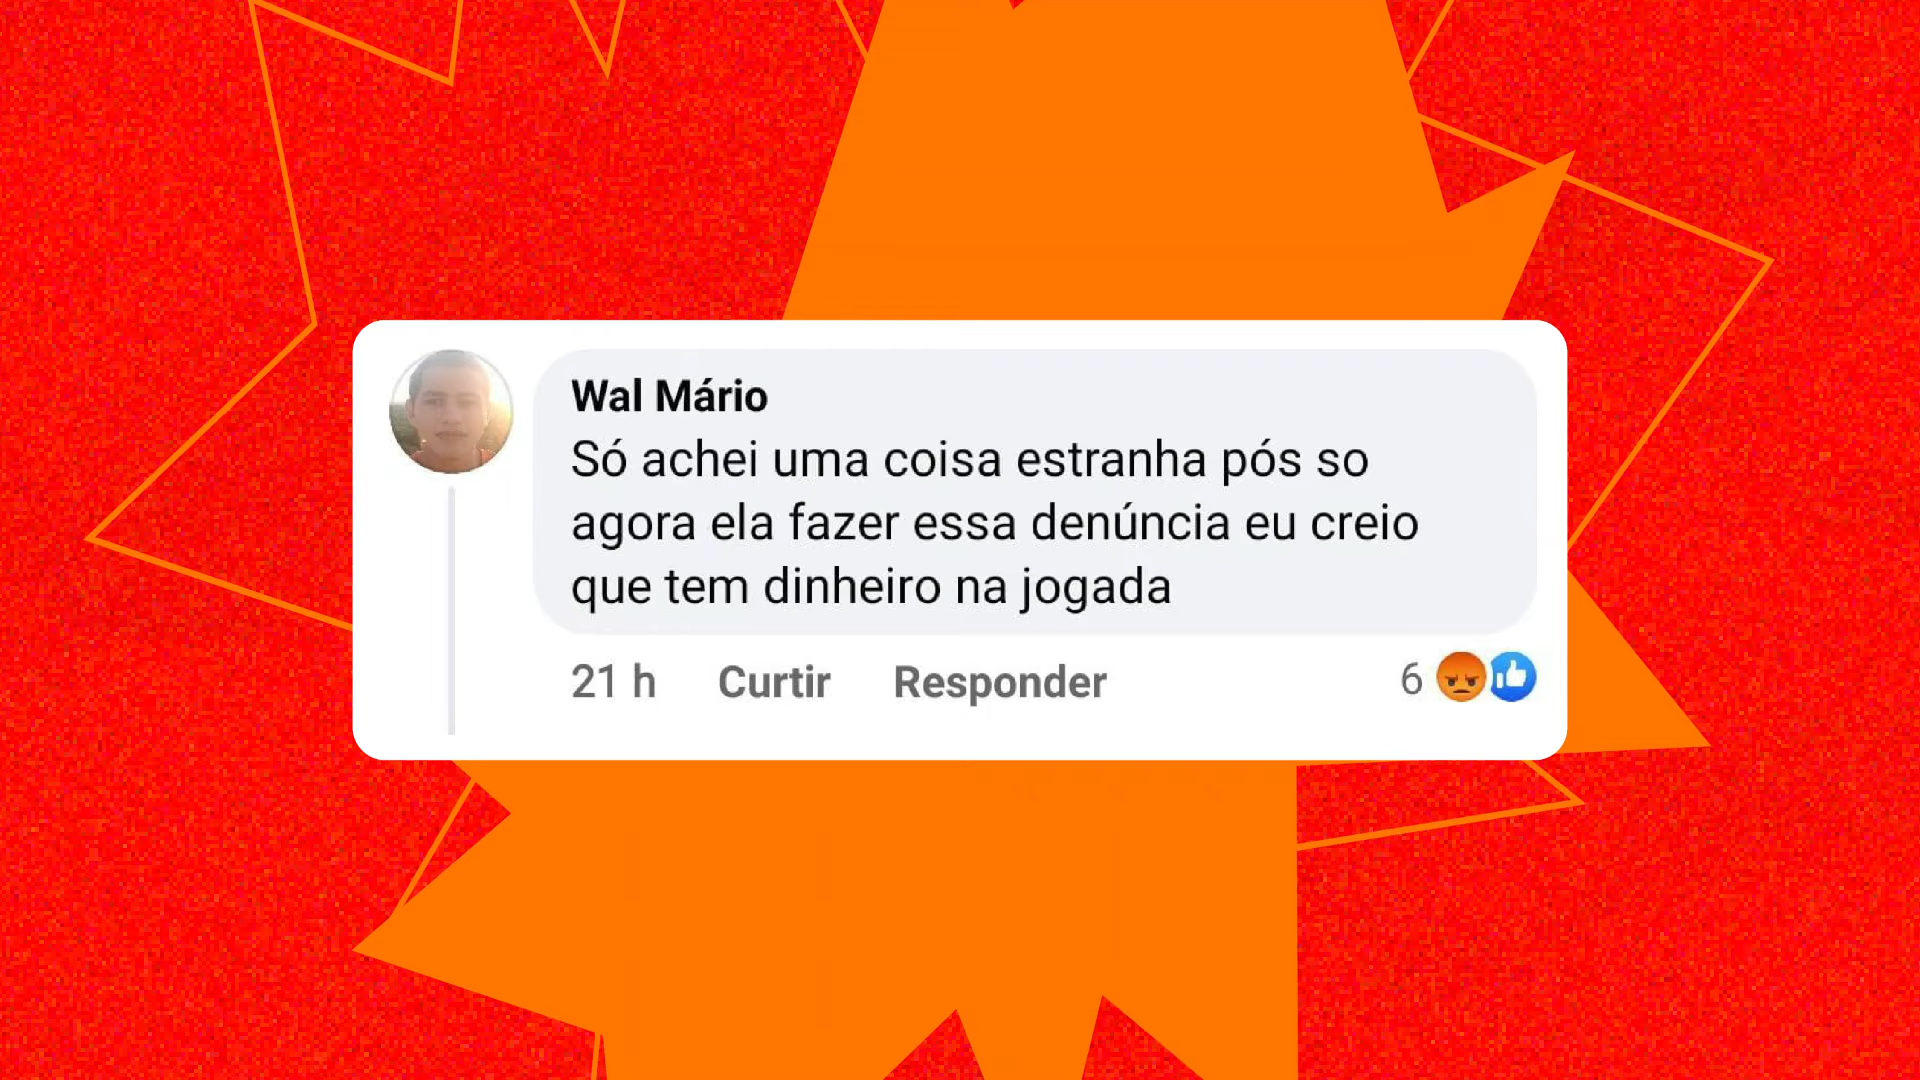 Wal Mário
Só achei uma coisa estranha pós so
agora ela fazer essa denúncia eu creio
que tem dinheiro na jogada
21 h Curtir Responder 6